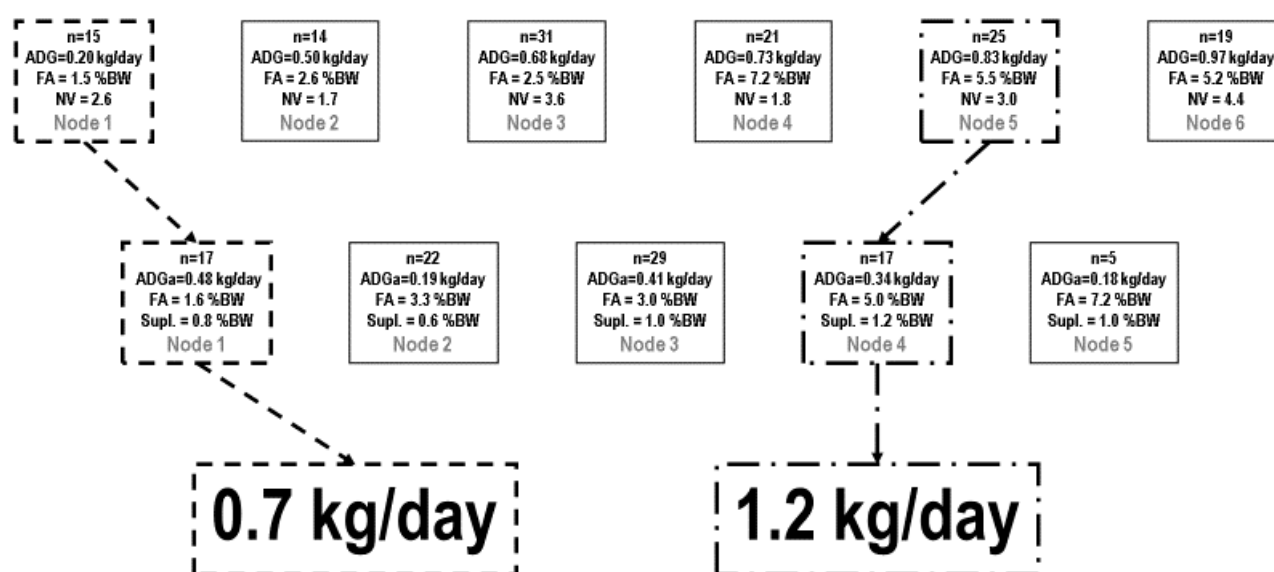 n=15
ADG=0.20 kg/day
FA = 1.5 %BW
NV = 2.6
Node 1
n=14
ADG=0.50 kg/day
FA = 2.6 %BW
NV = 1.7
Node 2
n=31
ADG=0.68 kg/day
FA = 2.5 %BW
NV = 3.6
Node 3
n=21
ADG=0.73 kg/day
FA = 7.2 %BW
NV = 1.8
Node 4
n=25
ADG=0.83 kg/day
FA = 5.5 %BW
NV = 3.0
Node 5
n=19
ADG=0.97 kg/day
FA = 5.2 %BW
NV = 4.4
Node 6
n=17
ADGa=0.48 kg/day
FA = 1.6 %BW
Supl. = 0.8 %BW
Node 1
n=22
ADGa=0.19 kg/day
FA = 3.3 %BW
Supl. = 0.6 %BW
Node 2
n=29
ADGa=0.41 kg/day
FA = 3.0 %BW
Supl. = 1.0 %BW
Node 3
n=17
ADGa=0.34 kg/day
FA = 5.0 %BW
Supl. = 1.2 %BW
Node 4
n=5
ADGa=0.18 kg/day
FA = 7.2 %BW
Supl. = 1.0 %BW
Node 5
0.7 kg/day
1.2 kg/day